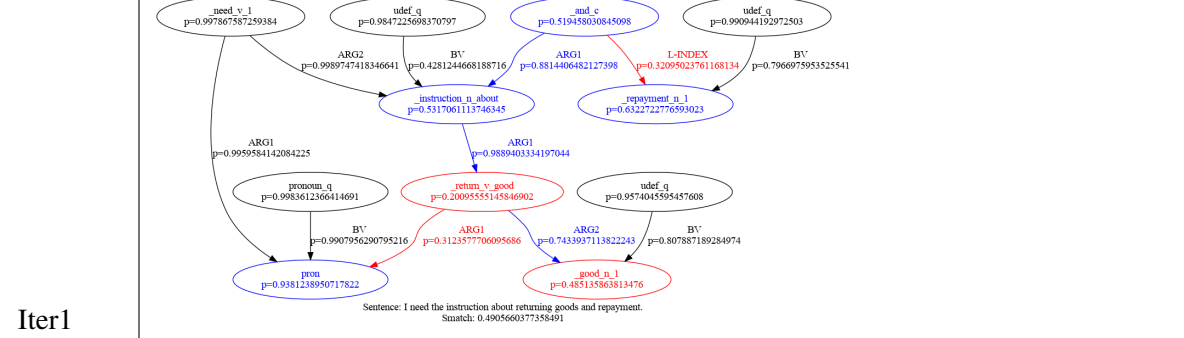 _need_v_1
p=0.997867587259384
udef_q
p=0.9847225698370797
_and_c
p=0.519458030845098
udef_q
p=0.990944192972503
ARG2
p=0.9989747418346641
BV
p=0.4281244668188716
ARG1
p=0.8814406482127398
L-INDEX
p=0.32095023761168134
BV
p=0.7966975953525541
_instruction_n_about
p=0.5317061113746345
_repayment_n_1
p=0.6322722776593023
ARG1
p=0.9959584142084225
ARG1
p=0.9889403334197044
pronoun_q
p=0.9983612366414691
_return_v_good
p=0.20095555145846902
udef_q
p=0.9574045595457608
BV
p=0.9907956290795216
ARG1
p=0.3123577706095686
ARG2
p=0.7433937113822243
BV
p=0.807887189284974
pron
p=0.9381238950717822
_good_n_1
p=0.485135863813476
Sentence: I need the instruction about returning goods and repayment.
Smatch: 0.4905660377358491
Iter1